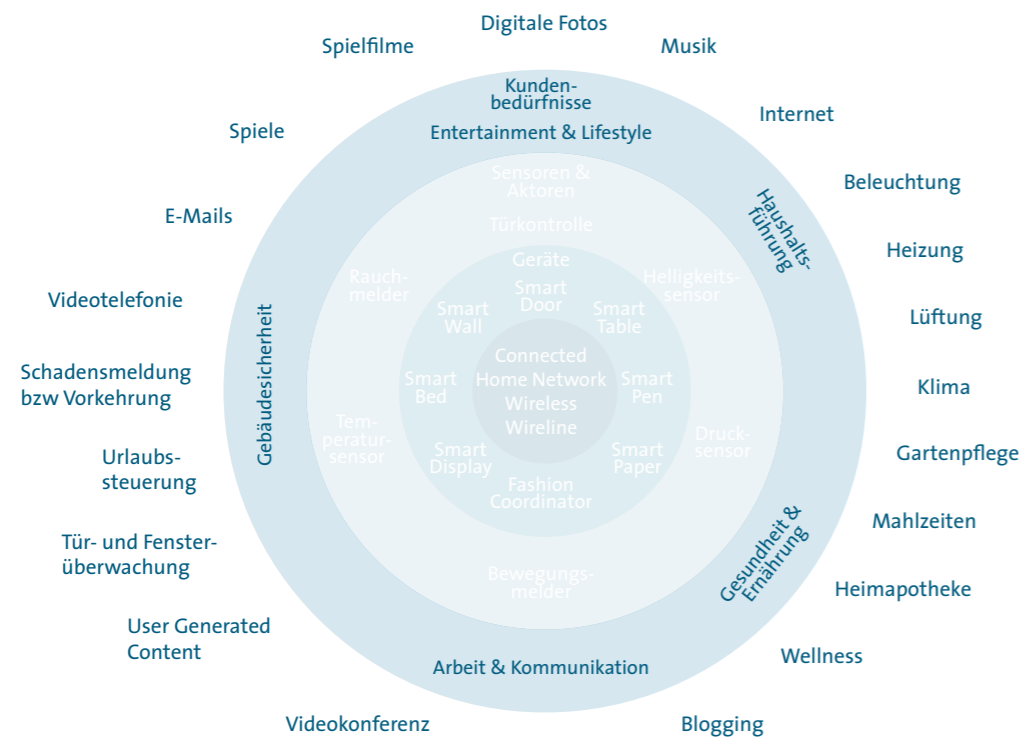 Digitale Fotos
Spielfilme
Musik
Kunden-
bedürfnisse
Entertainment & Lifestyle
Internet
Spiele
Sensoren &
Aktoren
Beleuchtung
Haushalts-
führung
E-Mails
Türkontrolle
Heizung
Geräte
Rauch-
melder
Helligkeits-
sensor
Smart
Door
Videotelefonie
Smart
Wall
Smart
Table
Lüftung
Gebäudesicherheit
Connected
Home Network
Wireless
Wireline
Schadensmeldung
bzw Vorkehrung
Smart
Bed
Smart
Pen
Klima
Tem-
peratur-
sensor
Druck-
sensor
Gartenpflege
Urlaubs-
steuerung
Smart
Display
Smart
Paper
Fashion
Coordinator
Mahlzeiten
Tür- und Fenster-
überwachung
Gesundheit &
Ernährung
Bewegungs-
melder
Heimapotheke
User Generated
Content
Arbeit & Kommunikation
Wellness
Videokonferenz
Blogging